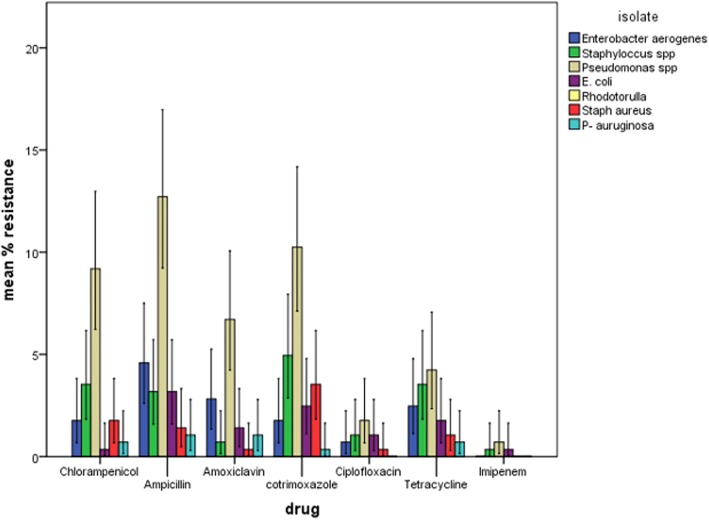 isolate
Enterobacter aerogenes
Staphyloccus spp
Pseudomonas spp
E. coli
Rhodotorulla
Staph aureus
P- auruginosa
mean % resistance
20
15
10
5
0
Chlorampenicol
Ampicillin
Amoxiclavin
cotrimoxazole
Ciplofloxacin
Tetracycline
Imipenem
drug